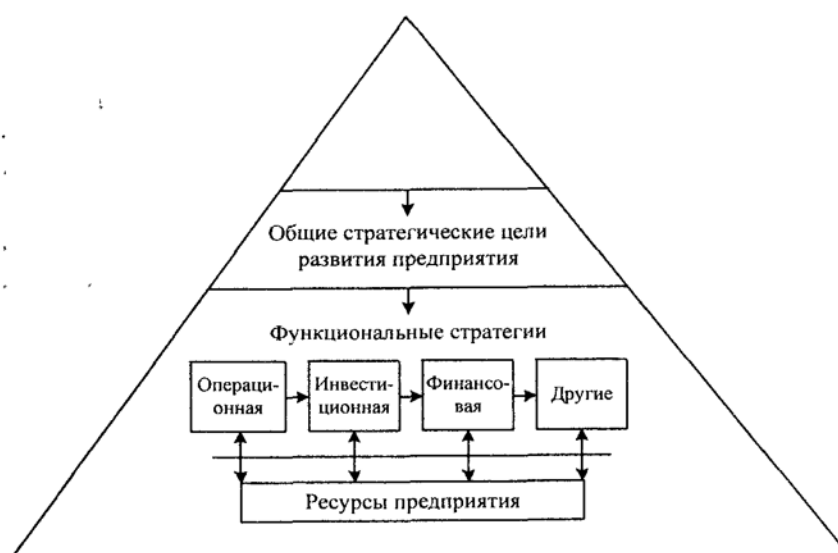 Общие стратегические цели
развития предприятия
Функциональные стратегии
Операци-
онная
Инвести-
ционная
Финансо-
вая
Другие
Ресурсы предприятия